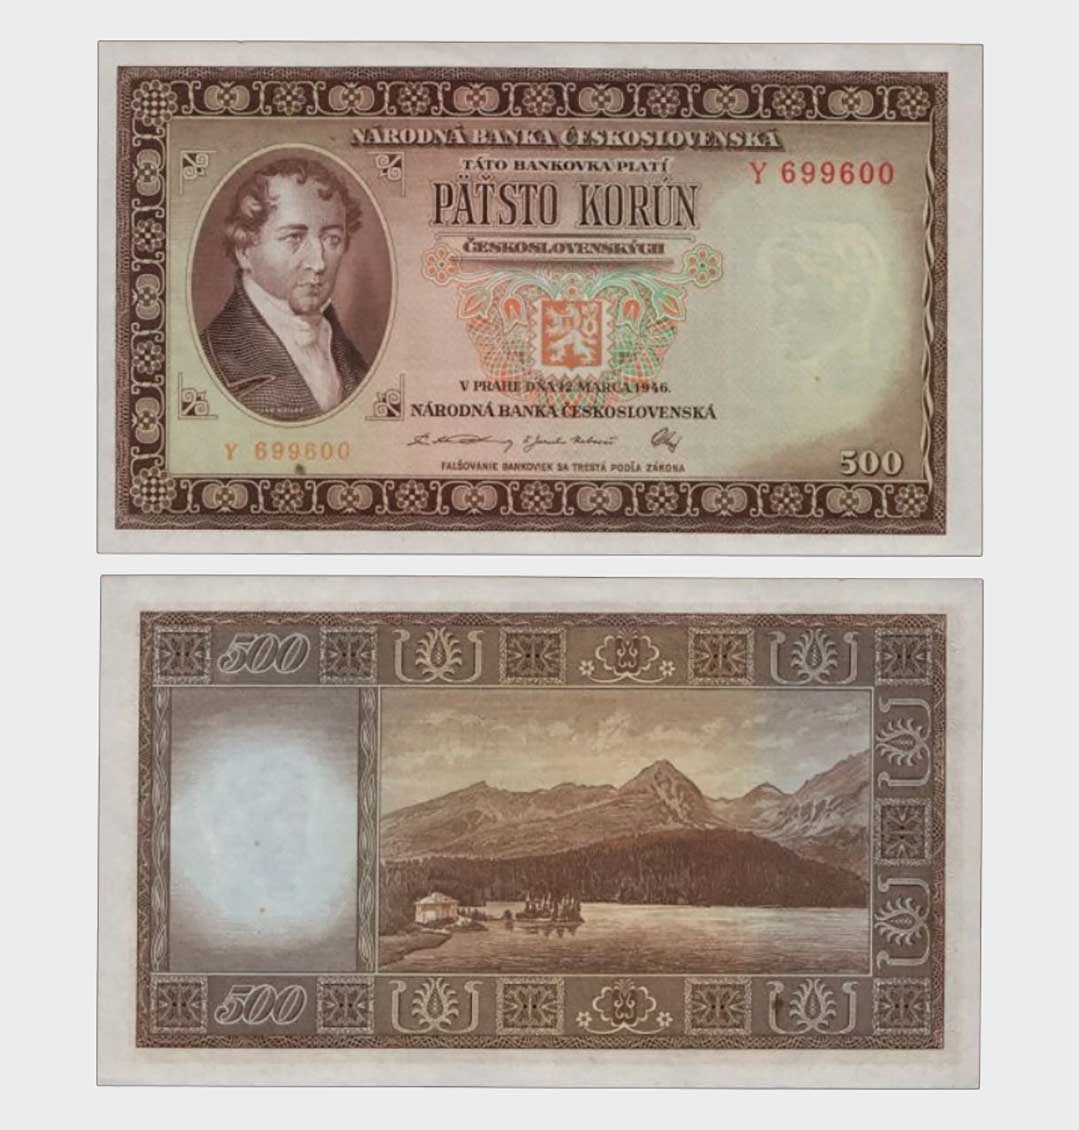 NÁRODNÁ BANKA ČESKOSLOVENSKÁ
TÁTO BANKOVKA PLATÍ
Y 699600
PÄŤSTO KORÚN
ČESKOSLOVENSKÝCH
V PRAHE DŇA 12. MARCA 1946.
NÁRODNÁ BANKA ČESKOSLOVENSKÁ
Y 699600
FALŠOVANIE BANKOVIEK SA TRESTÁ PODĽA ZÁKONA
500
500
500